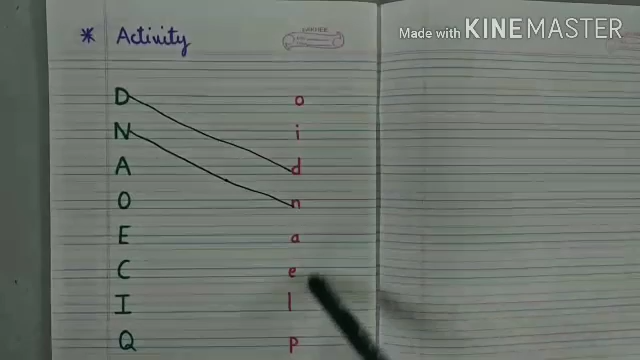 Made with KINEMASTER
* Activity
D o
N i
A d
O n
E a
C e
I l
Q p